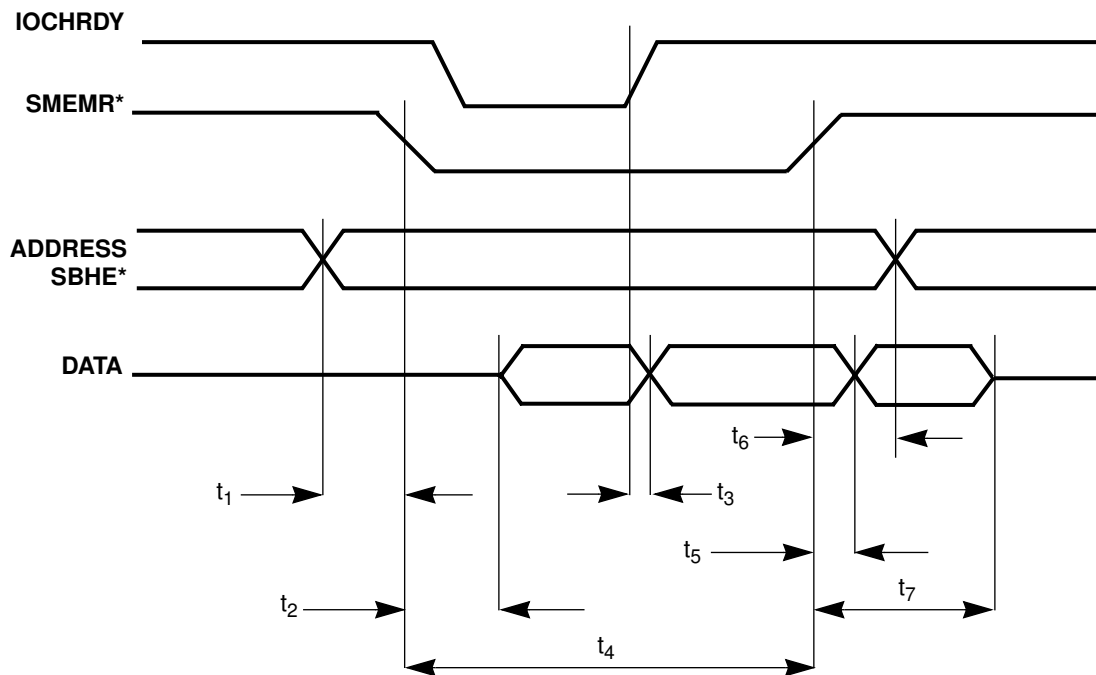 IOCHRDY
SMEMR*
ADDRESS
SBHE*
DATA
t6
t1
t3
t5
t2
t7
t4